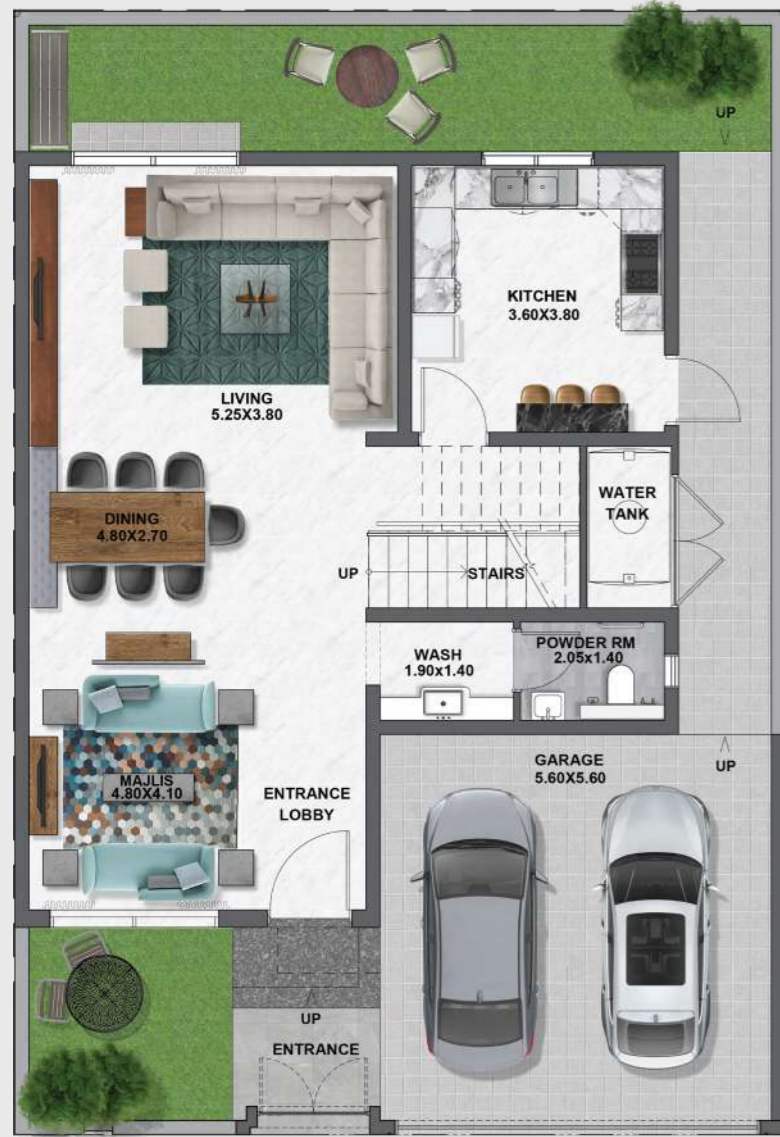 UP
KITCHEN
3.60X3.80
LIVING
5.25X3.80
WATER
TANK
DINING
4.80X2.70
UP
STAIRS
WASH
1.90x1.40
POWDER RM
2.05x1.40
GARAGE
5.60X5.60
UP
MAJLIS
4.80X4.10
ENTRANCE
LOBBY
UP
ENTRANCE